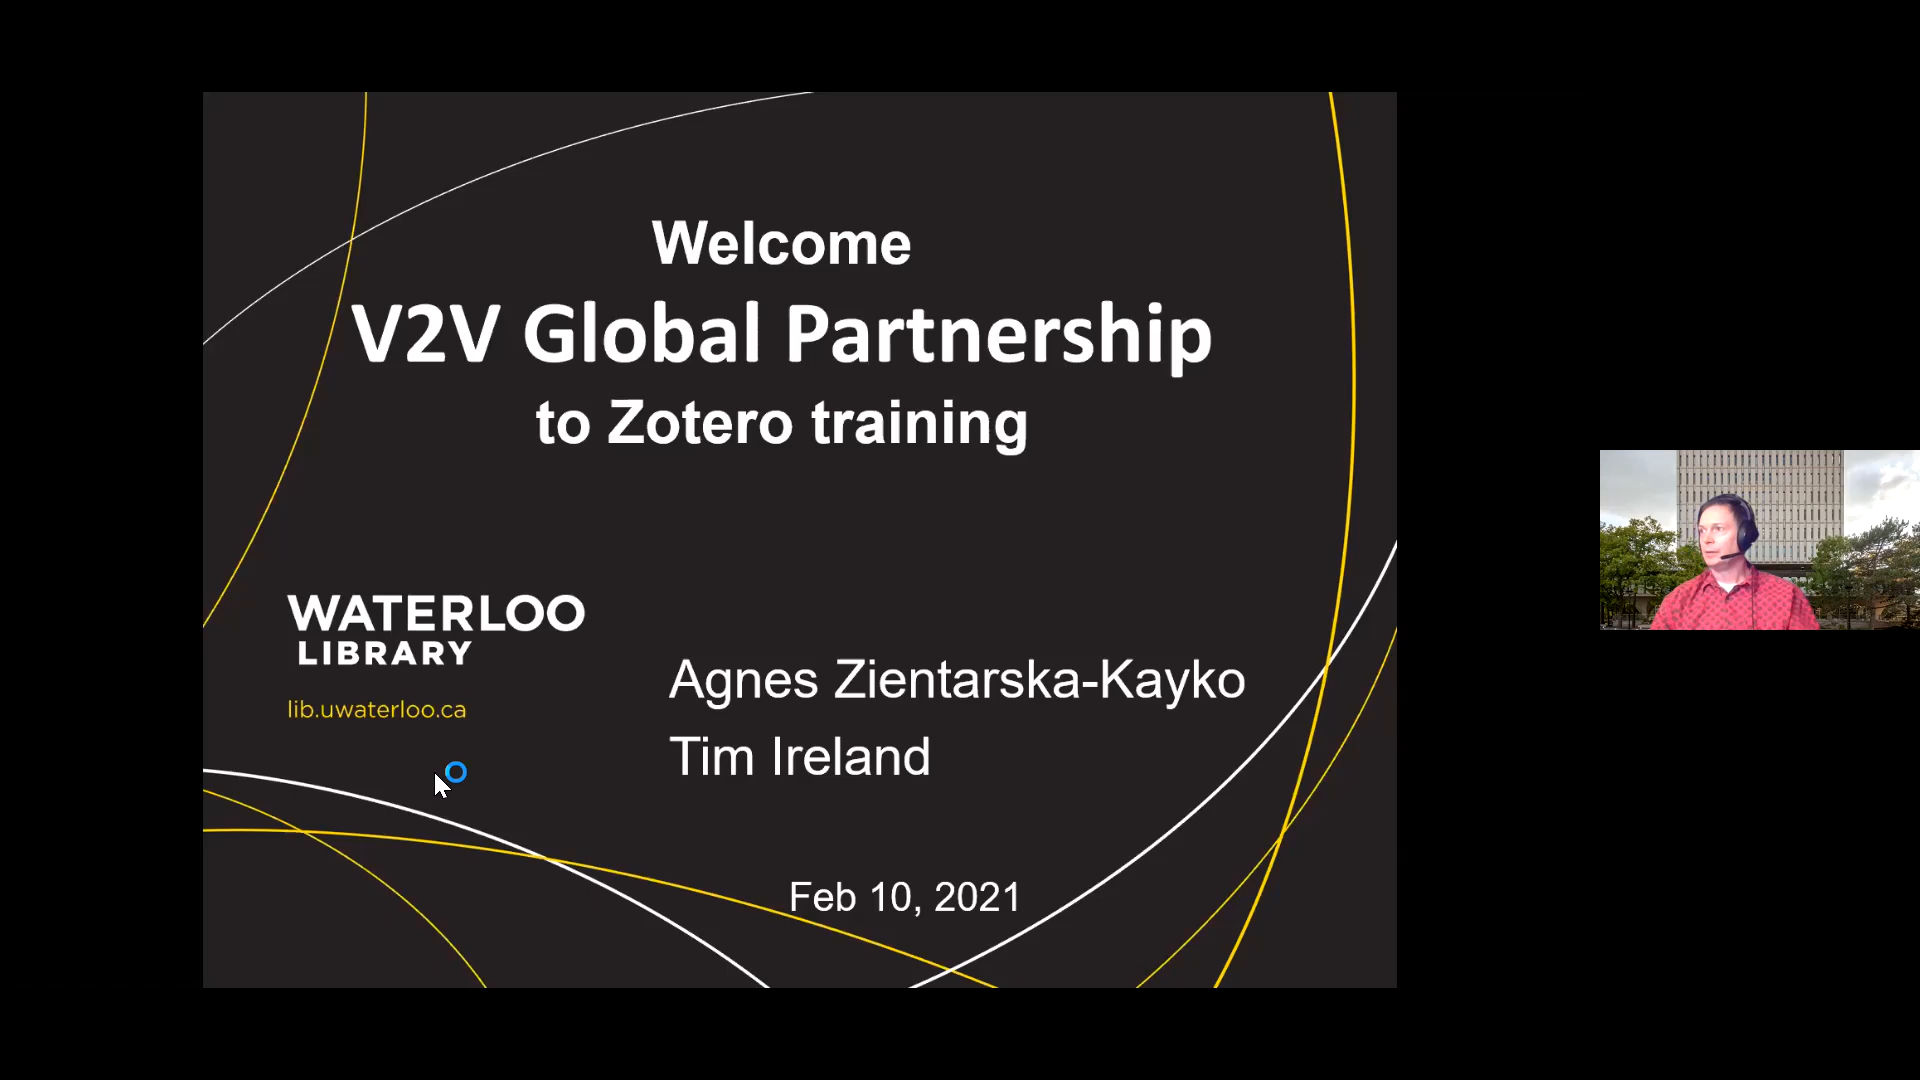 Welcome
V2V Global Partnership
to Zotero training
WATERLOO
LIBRARY
lib.uwaterloo.ca
Agnes Zientarska-Kayko
Tim Ireland
Feb 10, 2021